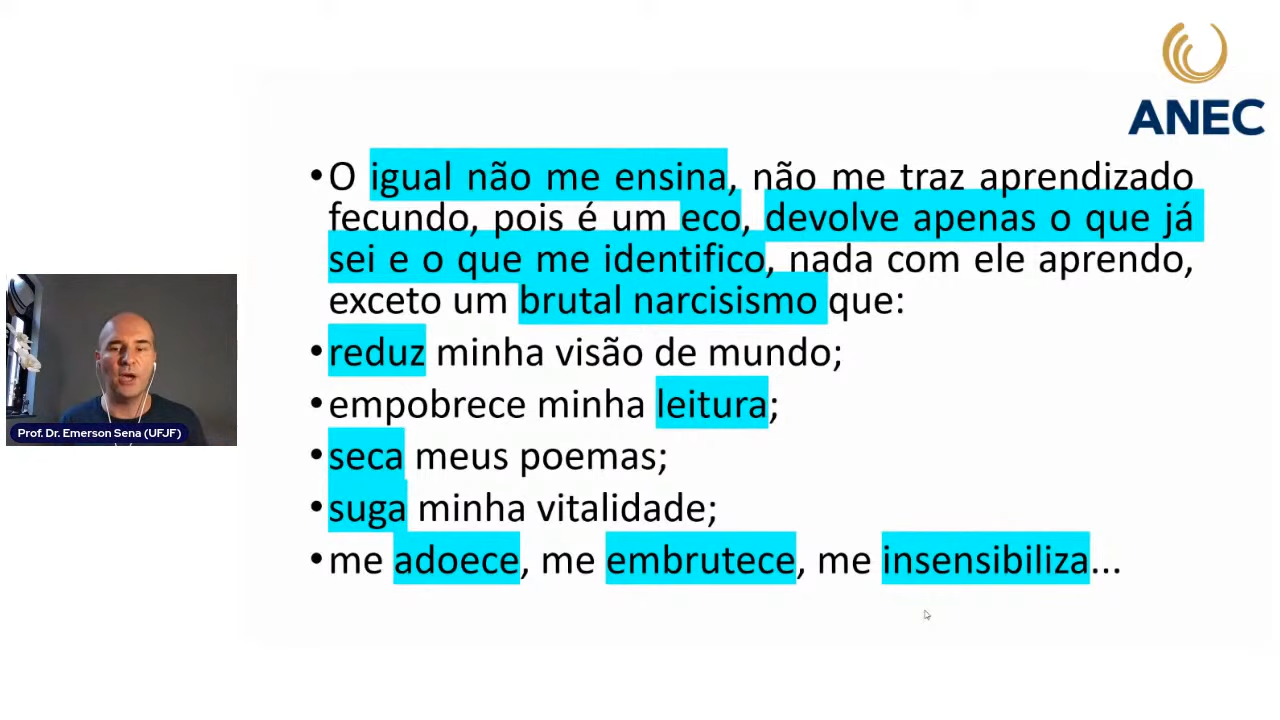 ANEC
•O igual não me ensina, não me traz aprendizado
fecundo, pois é um eco, devolve apenas o que já
sei e o que me identifico, nada com ele aprendo,
exceto um brutal narcisismo que:
•reduz minha visão de mundo;
•empobrece minha leitura;
•seca meus poemas;
•suga minha vitalidade;
•me adoece, me embrutece, me insensibiliza...
Prof. Dr. Emerson Sena (UFJF)